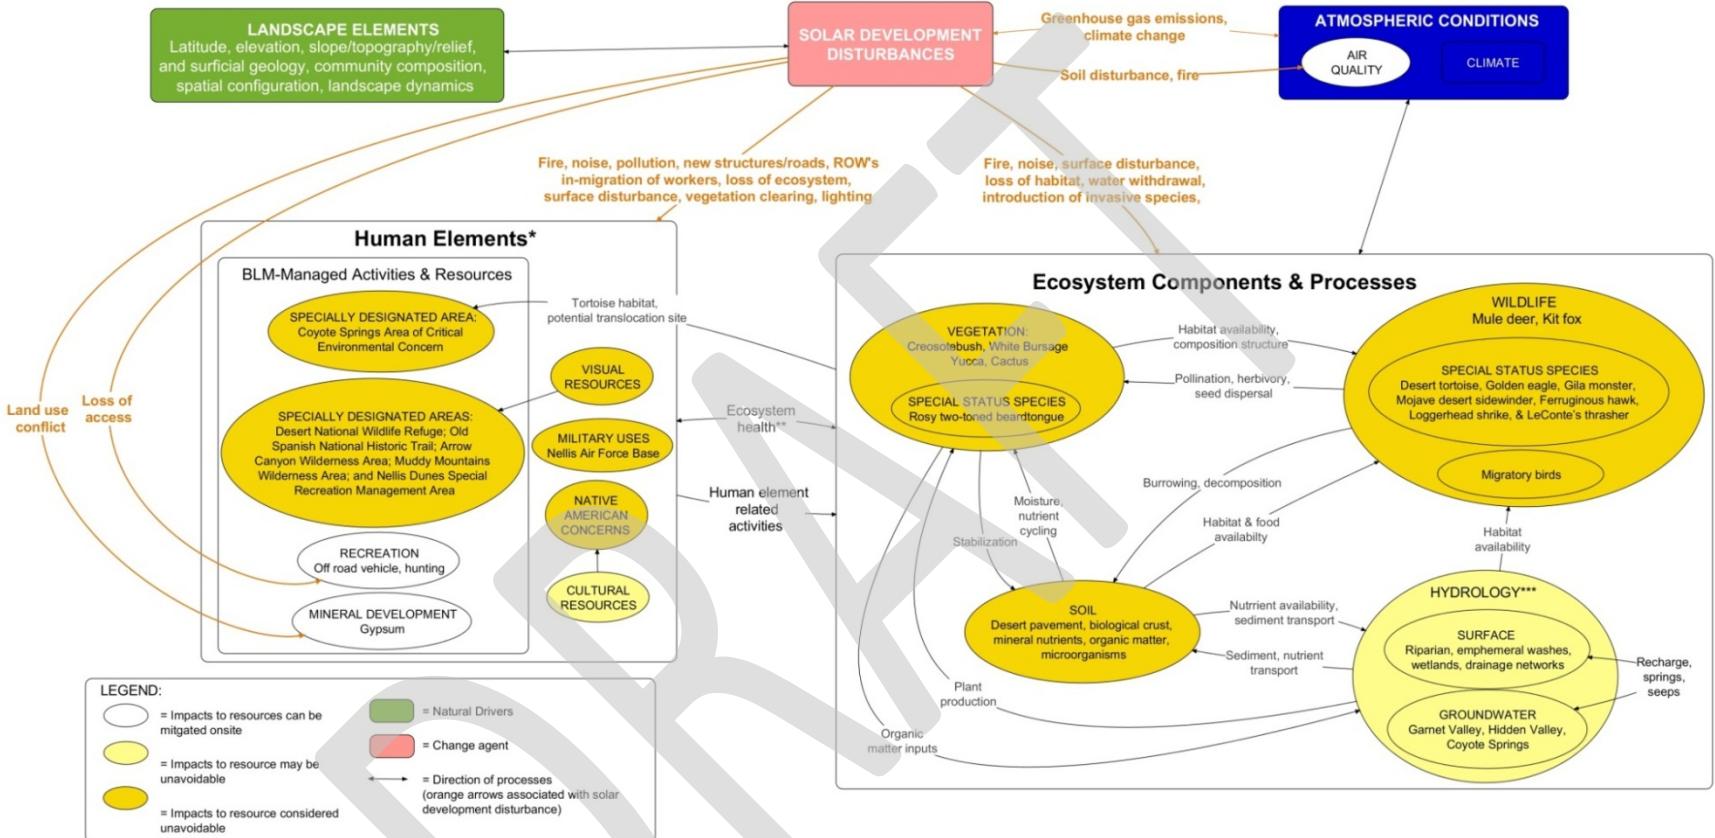 LANDSCAPE ELEMENTS
Latitude, elevation, slope/topography/relief,
and surficial geology, community composition,
spatial configuration, landscape dynamics
SOLAR DEVELOPMENT
DISTURBANCES
Greenhouse gas emissions,
climate change
Soil disturbance, fire
ATMOSPHERIC CONDITIONS
AIR
QUALITY
CLIMATE
Fire, noise, pollution, new structures/roads, ROW's
in-migration of workers, loss of ecosystem,
surface disturbance, vegetation clearing, lighting
Fire, noise, surface disturbance,
loss of habitat, water withdrawal,
introduction of invasive species,
Land use
conflict
Loss of
access
Human Elements*
BLM-Managed Activities & Resources
SPECIALLY DESIGNATED AREA:
Coyote Springs Area of Critical
Environmental Concern
Tortoise habitat,
potential translocation site
VISUAL
RESOURCES
SPECIALLY DESIGNATED AREAS:
Desert National Wildlife Refuge; Old
Spanish National Historic Trail; Arrow
Canyon Wilderness Area; Muddy Mountains
Wilderness Area; and Nellis Dunes Special
Recreation Management Area
MILITARY USES
Nellis Air Force Base
NATIVE
AMERICAN
CONCERNS
RECREATION
Off road vehicle, hunting
CULTURAL
RESOURCES
MINERAL DEVELOPMENT
Gypsum
Ecosystem
health**
Human element
related
activities
Ecosystem Components & Processes
VEGETATION:
Creosotebush, White Bursage
Yucca, Cactus
SPECIAL STATUS SPECIES
Rosy two-toned beardtongue
Habitat availability,
composition structure
Pollination, herbivory,
seed dispersal
WILDLIFE
Mule deer, Kit fox
SPECIAL STATUS SPECIES
Desert tortoise, Golden eagle, Gila monster,
Mojave desert sidewinder, Ferruginous hawk,
Loggerhead shrike, & LeConte's thrasher
Migratory birds
Burrowing, decomposition
Moisture,
nutrient
cycling
Stabilization
Habitat & food
availabilty
Habitat
availability
SOIL
Desert pavement, biological crust,
mineral nutrients, organic matter,
microorganisms
Nutrrient availability,
sediment transport
Sediment, nutrient
transport
HYDROLOGY***
SURFACE
Riparian, emphemeral washes,
wetlands, drainage networks
Recharge,
springs,
seeps
GROUNDWATER
Garnet Valley, Hidden Valley,
Coyote Springs
Plant
production
Organic
matter inputs
LEGEND:
= Impacts to resources can be
mitgated onsite
= Impacts to resource may be
unavoidable
= Impacts to resource considered
unavoidable
= Natural Drivers
= Change agent
= Direction of processes
(orange arrows associated with solar
development disturbance)
DRAFT